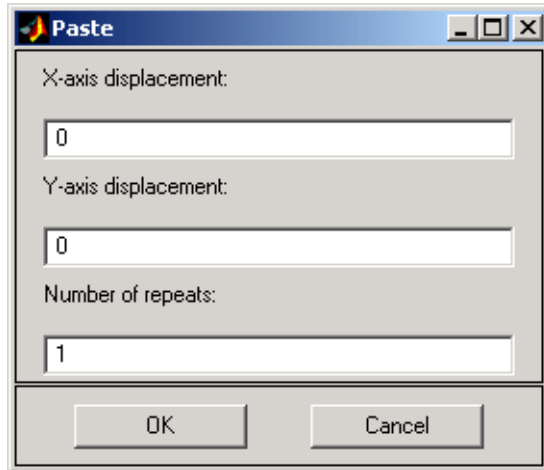 Paste
X-axis displacement:
0
Y-axis displacement:
0
Number of repeats:
1
OK
Cancel